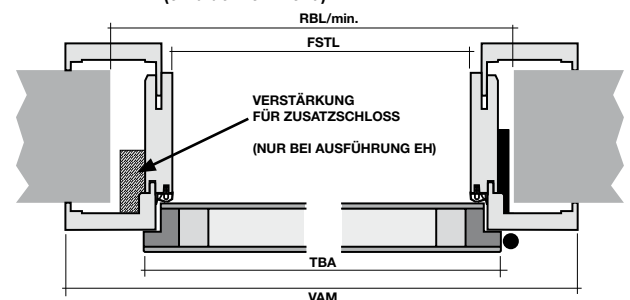 RBL/min.
FSTL
VERSTÄRKUNG
FÜR ZUSATZSCHLOSS
(NUR BEI AUSFÜHRUNG EH)
TBA
VAM